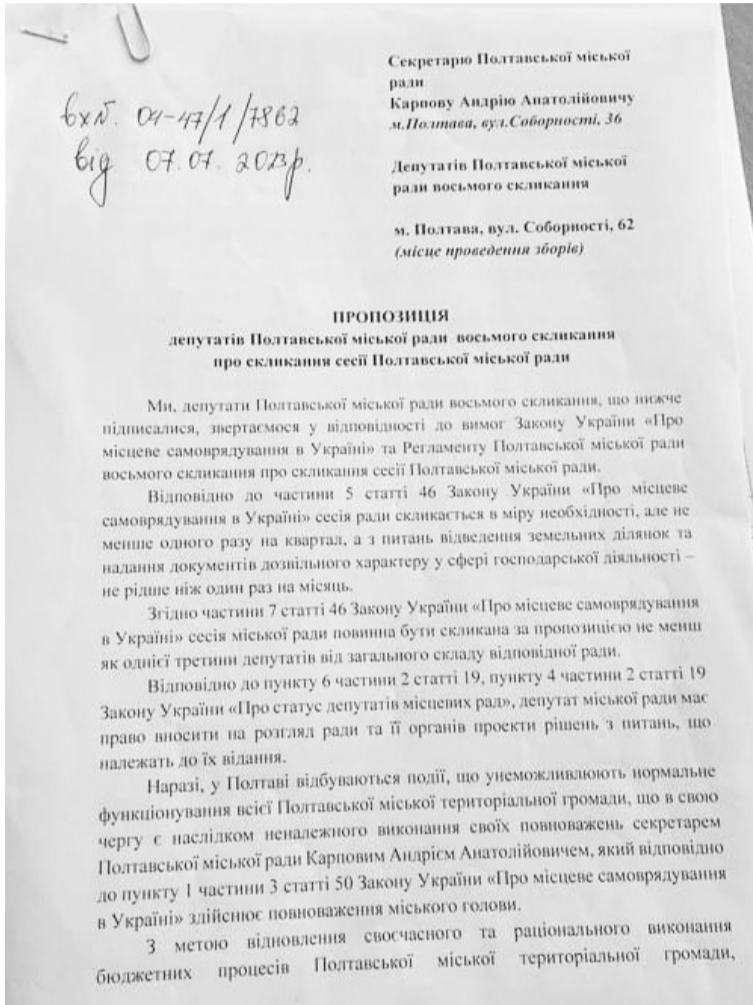 Секретарю Полтавської міської
ради
Карпову Андрію Анатолійовичу
м.Полтава, вул.Соборності, 36
вх№. 04-47/1/7862
від 07.07.2023р.
Депутатів Полтавської міської
ради восьмого скликання
м. Полтава, вул. Соборності, 62
(місце проведення зборів)
ПРОПОЗИЦІЯ
депутатів Полтавської міської ради восьмого скликання
про скликання сесії Полтавської міської ради
Ми, депутати Полтавської міської ради восьмого скликання, що нижче
підписалися, звертаємося у відповідності до вимог Закону України «Про
місцеве самоврядування в Україні» та Регламенту Полтавської міської ради
восьмого скликання про скликання сесії Полтавської міської ради.
Відповідно до частини 5 статті 46 Закону України «Про місцеве
самоврядування в Україні» сесія ради скликається в міру необхідності, але не
менше одного разу на квартал, а з питань відведення земельних ділянок та
надання документів дозвільного характеру у сфері господарської діяльності –
не рідше ніж один раз на місяць.
Згідно частини 7 статті 46 Закону України «Про місцеве самоврядування
в Україні» сесія міської ради повинна бути скликана за пропозицією не менш
як однієї третини депутатів від загального складу відповідної ради.
Відповідно до пункту 6 частини 2 статті 19, пункту 4 частини 2 статті 19
Закону України «Про статус депутатів місцевих рад», депутат міської ради має
право вносити на розгляд ради та її органів проекти рішень з питань, що
належать до їх відання.
Наразі, у Полтаві відбуваються події, що унеможливлюють нормальне
функціонування всієї Полтавської міської територіальної громади, що в свою
чергу є наслідком неналежного виконання своїх повноважень секретарем
Полтавської міської ради Карповим Андрієм Анатолійовичем, який відповідно
до пункту 1 частини 3 статті 50 Закону України «Про місцеве самоврядування
в Україні» здійснює повноваження міського голови.
З метою відновлення своєчасного та раціонального виконання
бюджетних процесів Полтавської міської територіальної громади,